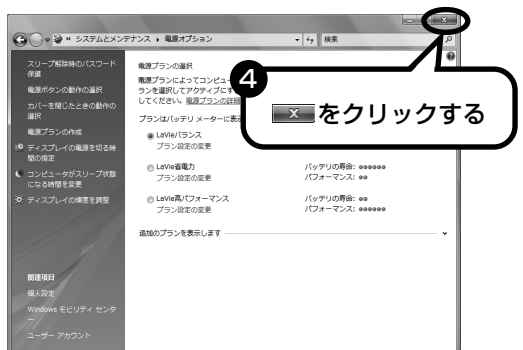 « システムとメンテナンス ▸ 電源オプション
検索
スリープ解除時のパスワード
保護
電源ボタンの動作の選択
カバーを閉じたときの動作の
選択
電源プランの作成
ディスプレイの電源を切る時
間の指定
コンピュータがスリープ状態
になる時間を変更
ディスプレイの輝度を調整
関連項目
個人設定
Windows モビリティ センタ
ー
ユーザー アカウント
電源プランの選択
電源プランによってコンピュー
ランを選択してアクティブにす
してください。電源プランの詳細
プランはバッテリ メーターに表示
LaVieバランス
プラン設定の変更
LaVie省電力
プラン設定の変更
バッテリの寿命:
パフォーマンス:
LaVie高パフォーマンス
プラン設定の変更
バッテリの寿命:
パフォーマンス:
追加のプランを表示します
4
x をクリックする